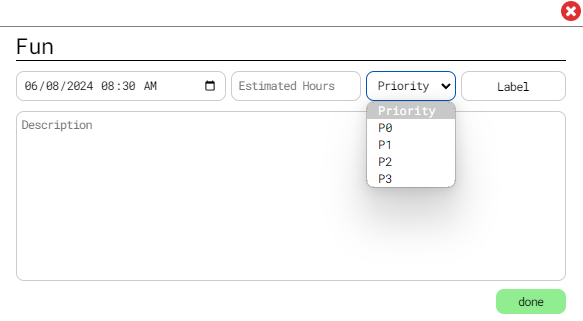 Fun
06/08/2024 08:30 AM
Estimated Hours
Priority
Label
Description
Priority
P0
P1
P2
P3
done